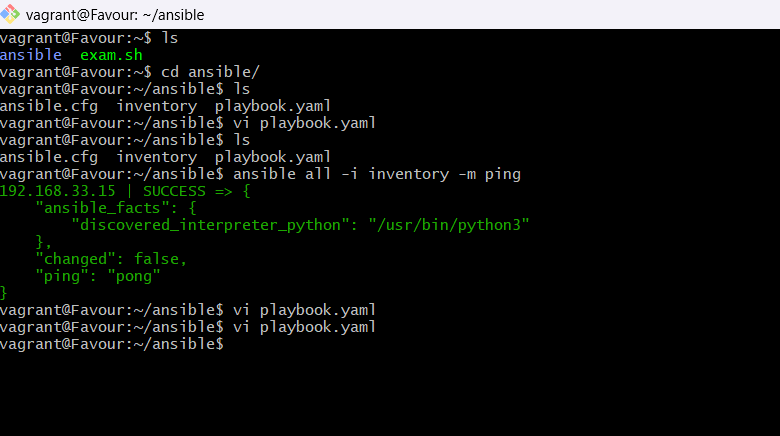 vagrant@Favour: ~/ansible
vagrant@Favour:~$ ls
ansible  exam.sh
vagrant@Favour:~$ cd ansible/
vagrant@Favour:~/ansible$ ls
ansible.cfg  inventory  playbook.yaml
vagrant@Favour:~/ansible$ vi playbook.yaml
vagrant@Favour:~/ansible$ ls
ansible.cfg  inventory  playbook.yaml
vagrant@Favour:~/ansible$ ansible all -i inventory -m ping
192.168.33.15 | SUCCESS => {
    "ansible_facts": {
        "discovered_interpreter_python": "/usr/bin/python3"
    },
    "changed": false,
    "ping": "pong"
}
vagrant@Favour:~/ansible$ vi playbook.yaml
vagrant@Favour:~/ansible$ vi playbook.yaml
vagrant@Favour:~/ansible$